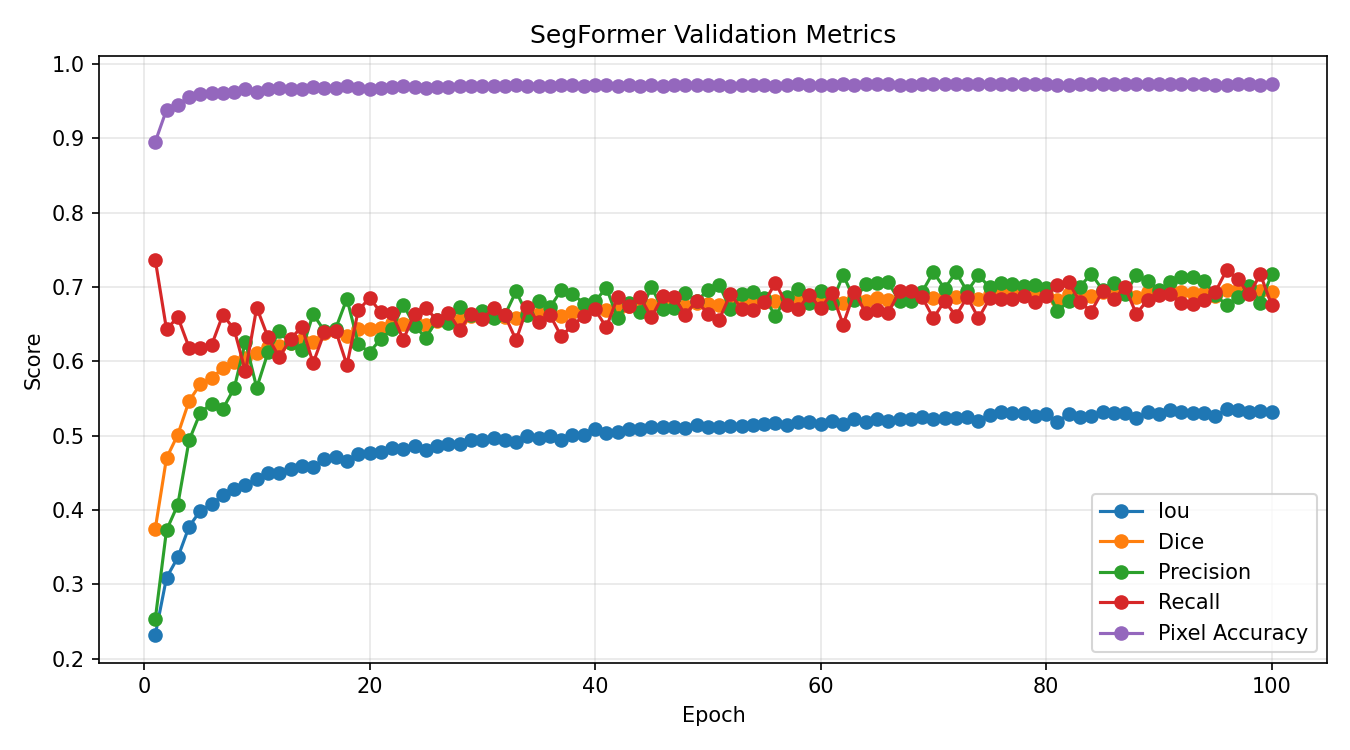 SegFormer Validation Metrics
1.0
0.9
0.8
0.7
0.6
0.5
0.4
0.3
0.2
Score
0
20
40
60
80
100
Epoch
Iou
Dice
Precision
Recall
Pixel Accuracy